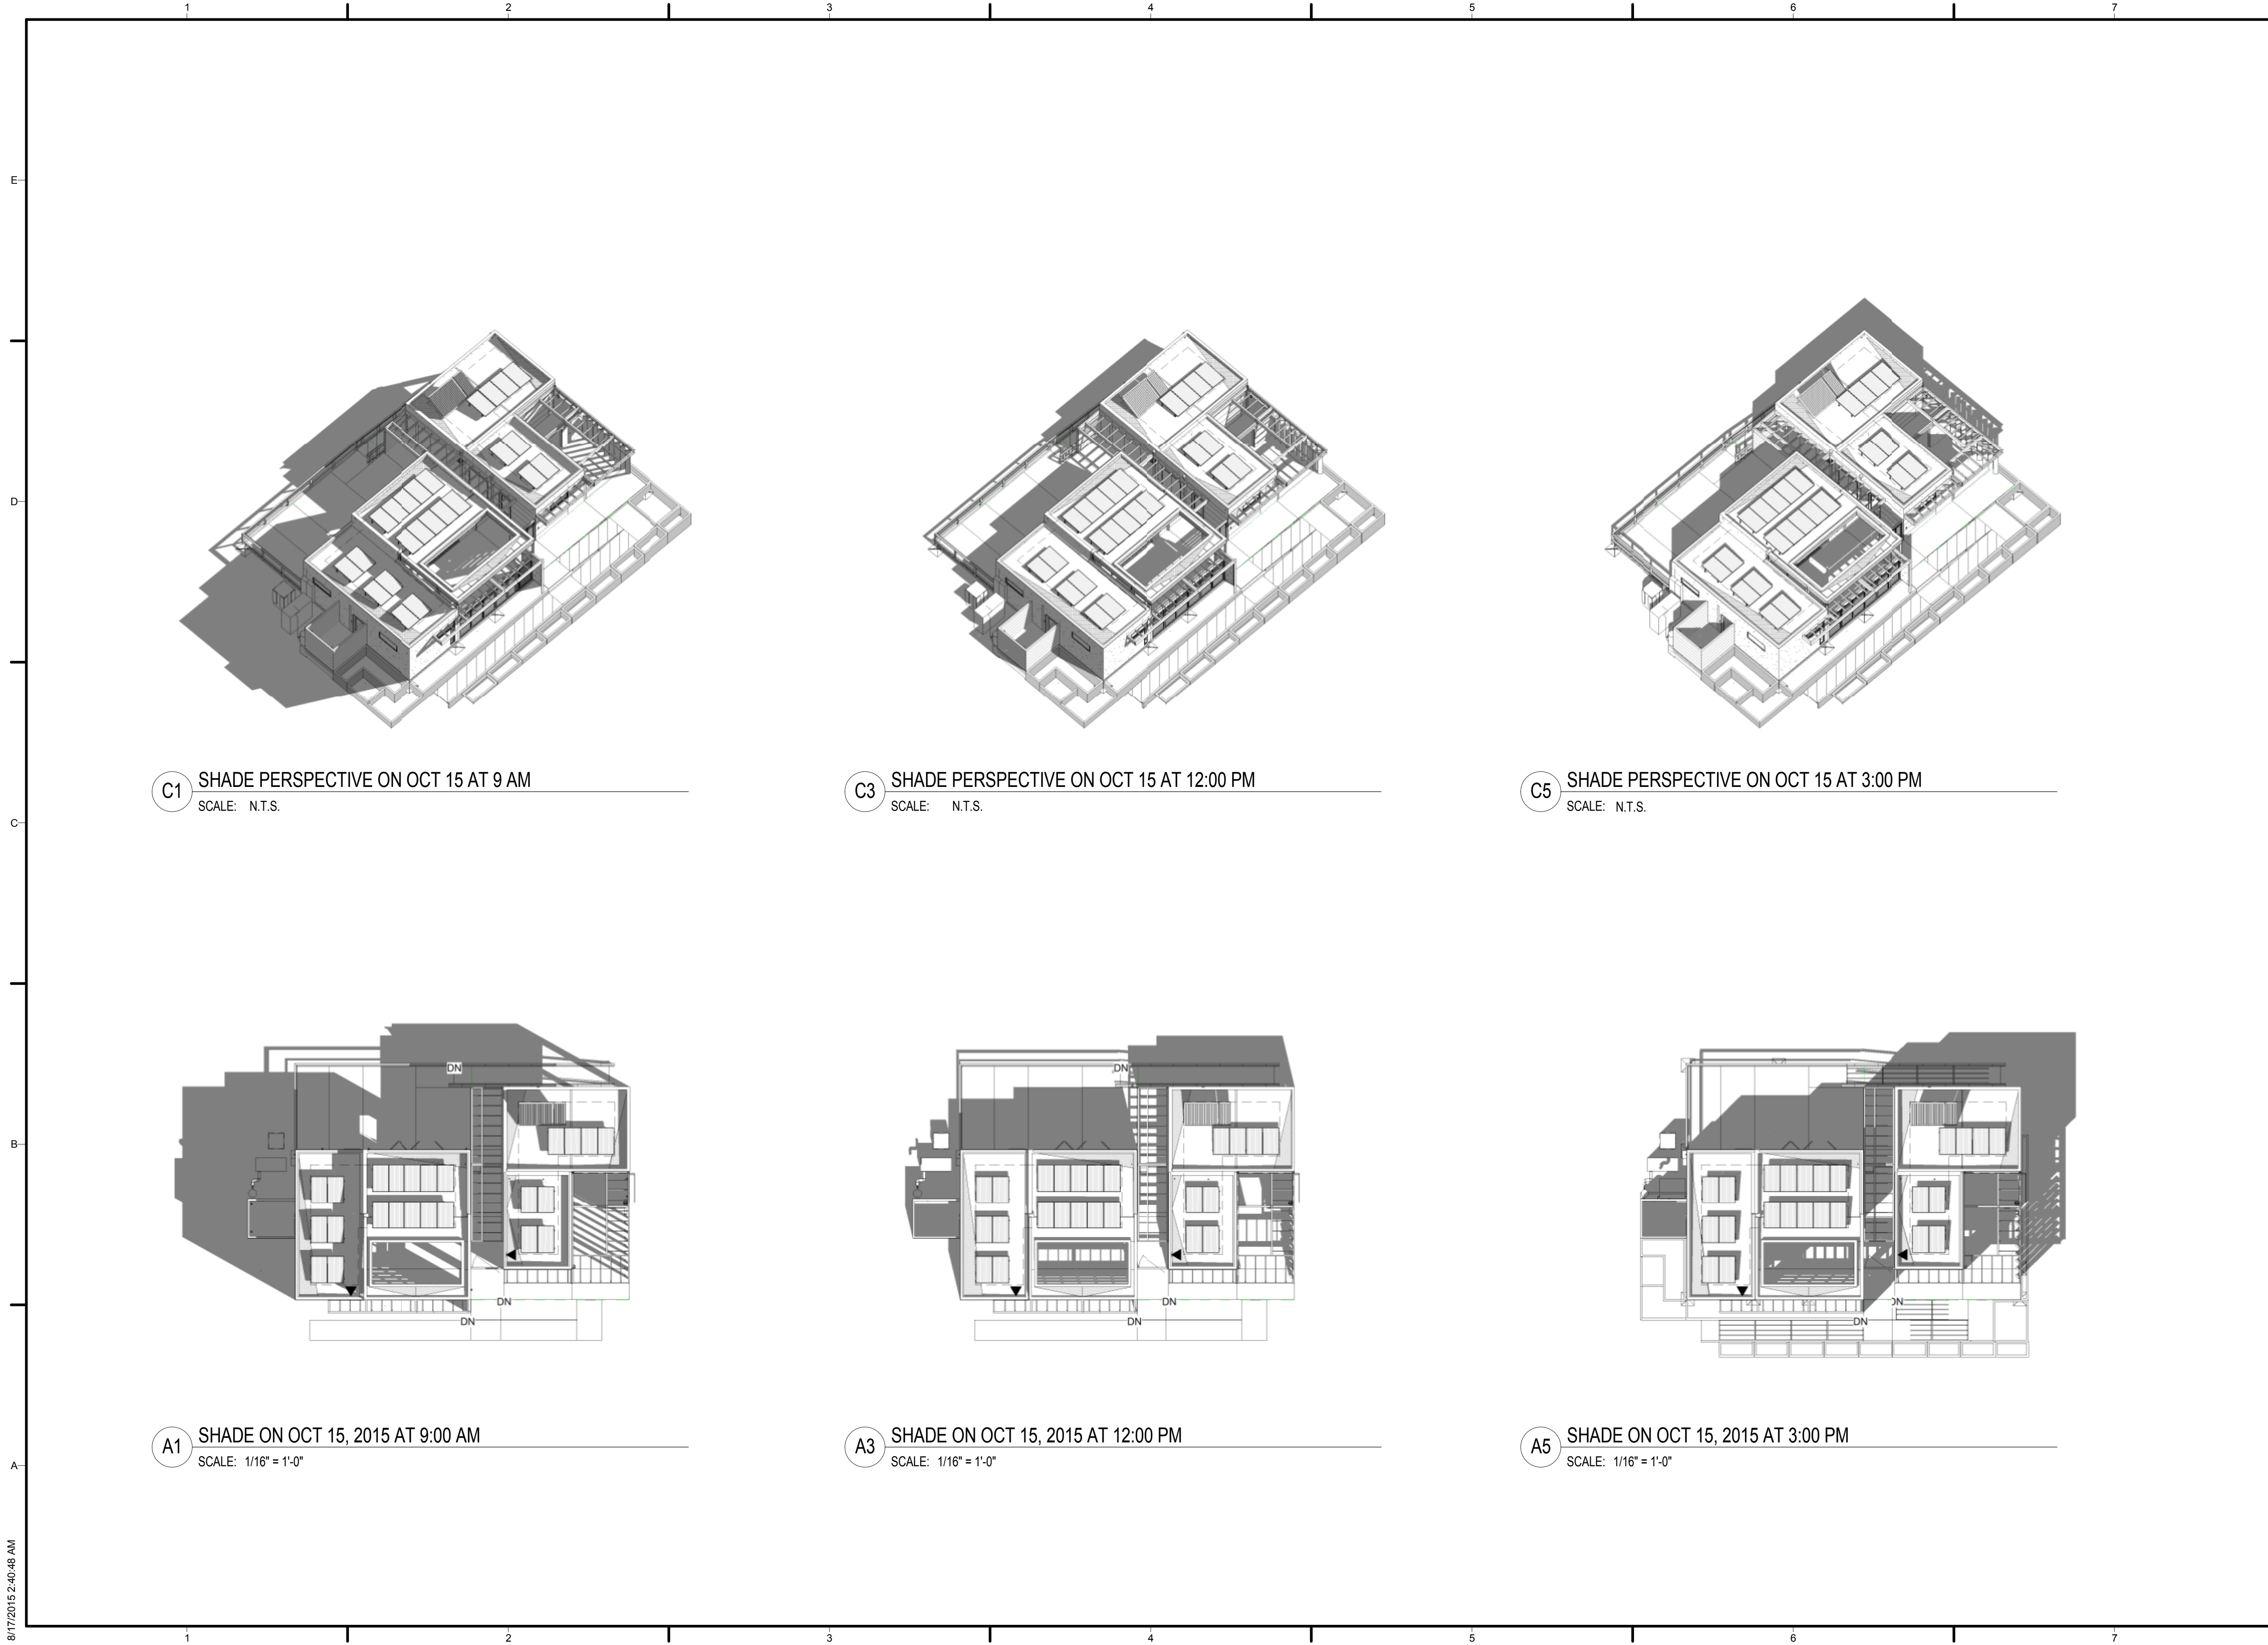 1 2 3 4 5 6 7
E
D
C1 SHADE PERSPECTIVE ON OCT 15 AT 9 AM
SCALE: N.T.S.
C3 SHADE PERSPECTIVE ON OCT 15 AT 12:00 PM
SCALE: N.T.S.
C5 SHADE PERSPECTIVE ON OCT 15 AT 3:00 PM
SCALE: N.T.S.
C
DN
DN
DN
DN
DN
DN
DN
DN
B
A1 SHADE ON OCT 15, 2015 AT 9:00 AM
SCALE: 1/16" = 1'-0"
A3 SHADE ON OCT 15, 2015 AT 12:00 PM
SCALE: 1/16" = 1'-0"
A5 SHADE ON OCT 15, 2015 AT 3:00 PM
SCALE: 1/16" = 1'-0"
A
8/17/2015 2:40:48 AM
1 2 3 4 5 6 7